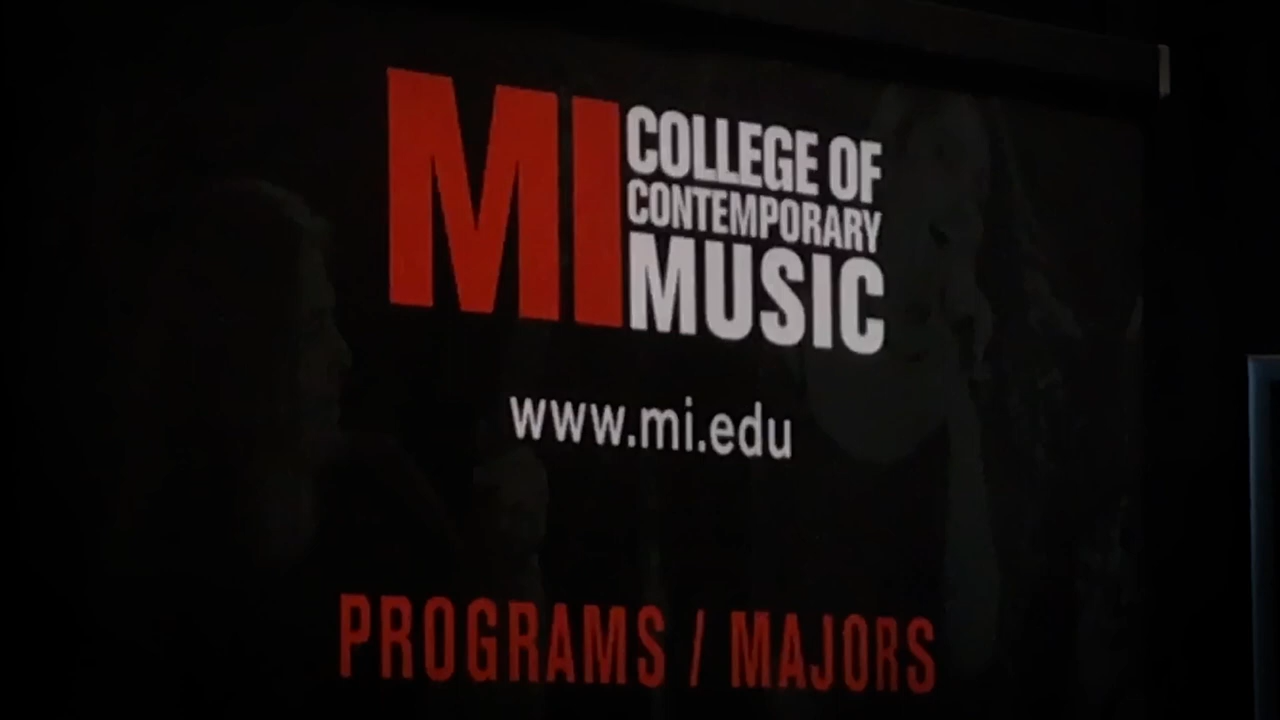 MI COLLEGE OF
CONTEMPORARY
MUSIC
www.mi.edu
PROGRAMS / MAJORS